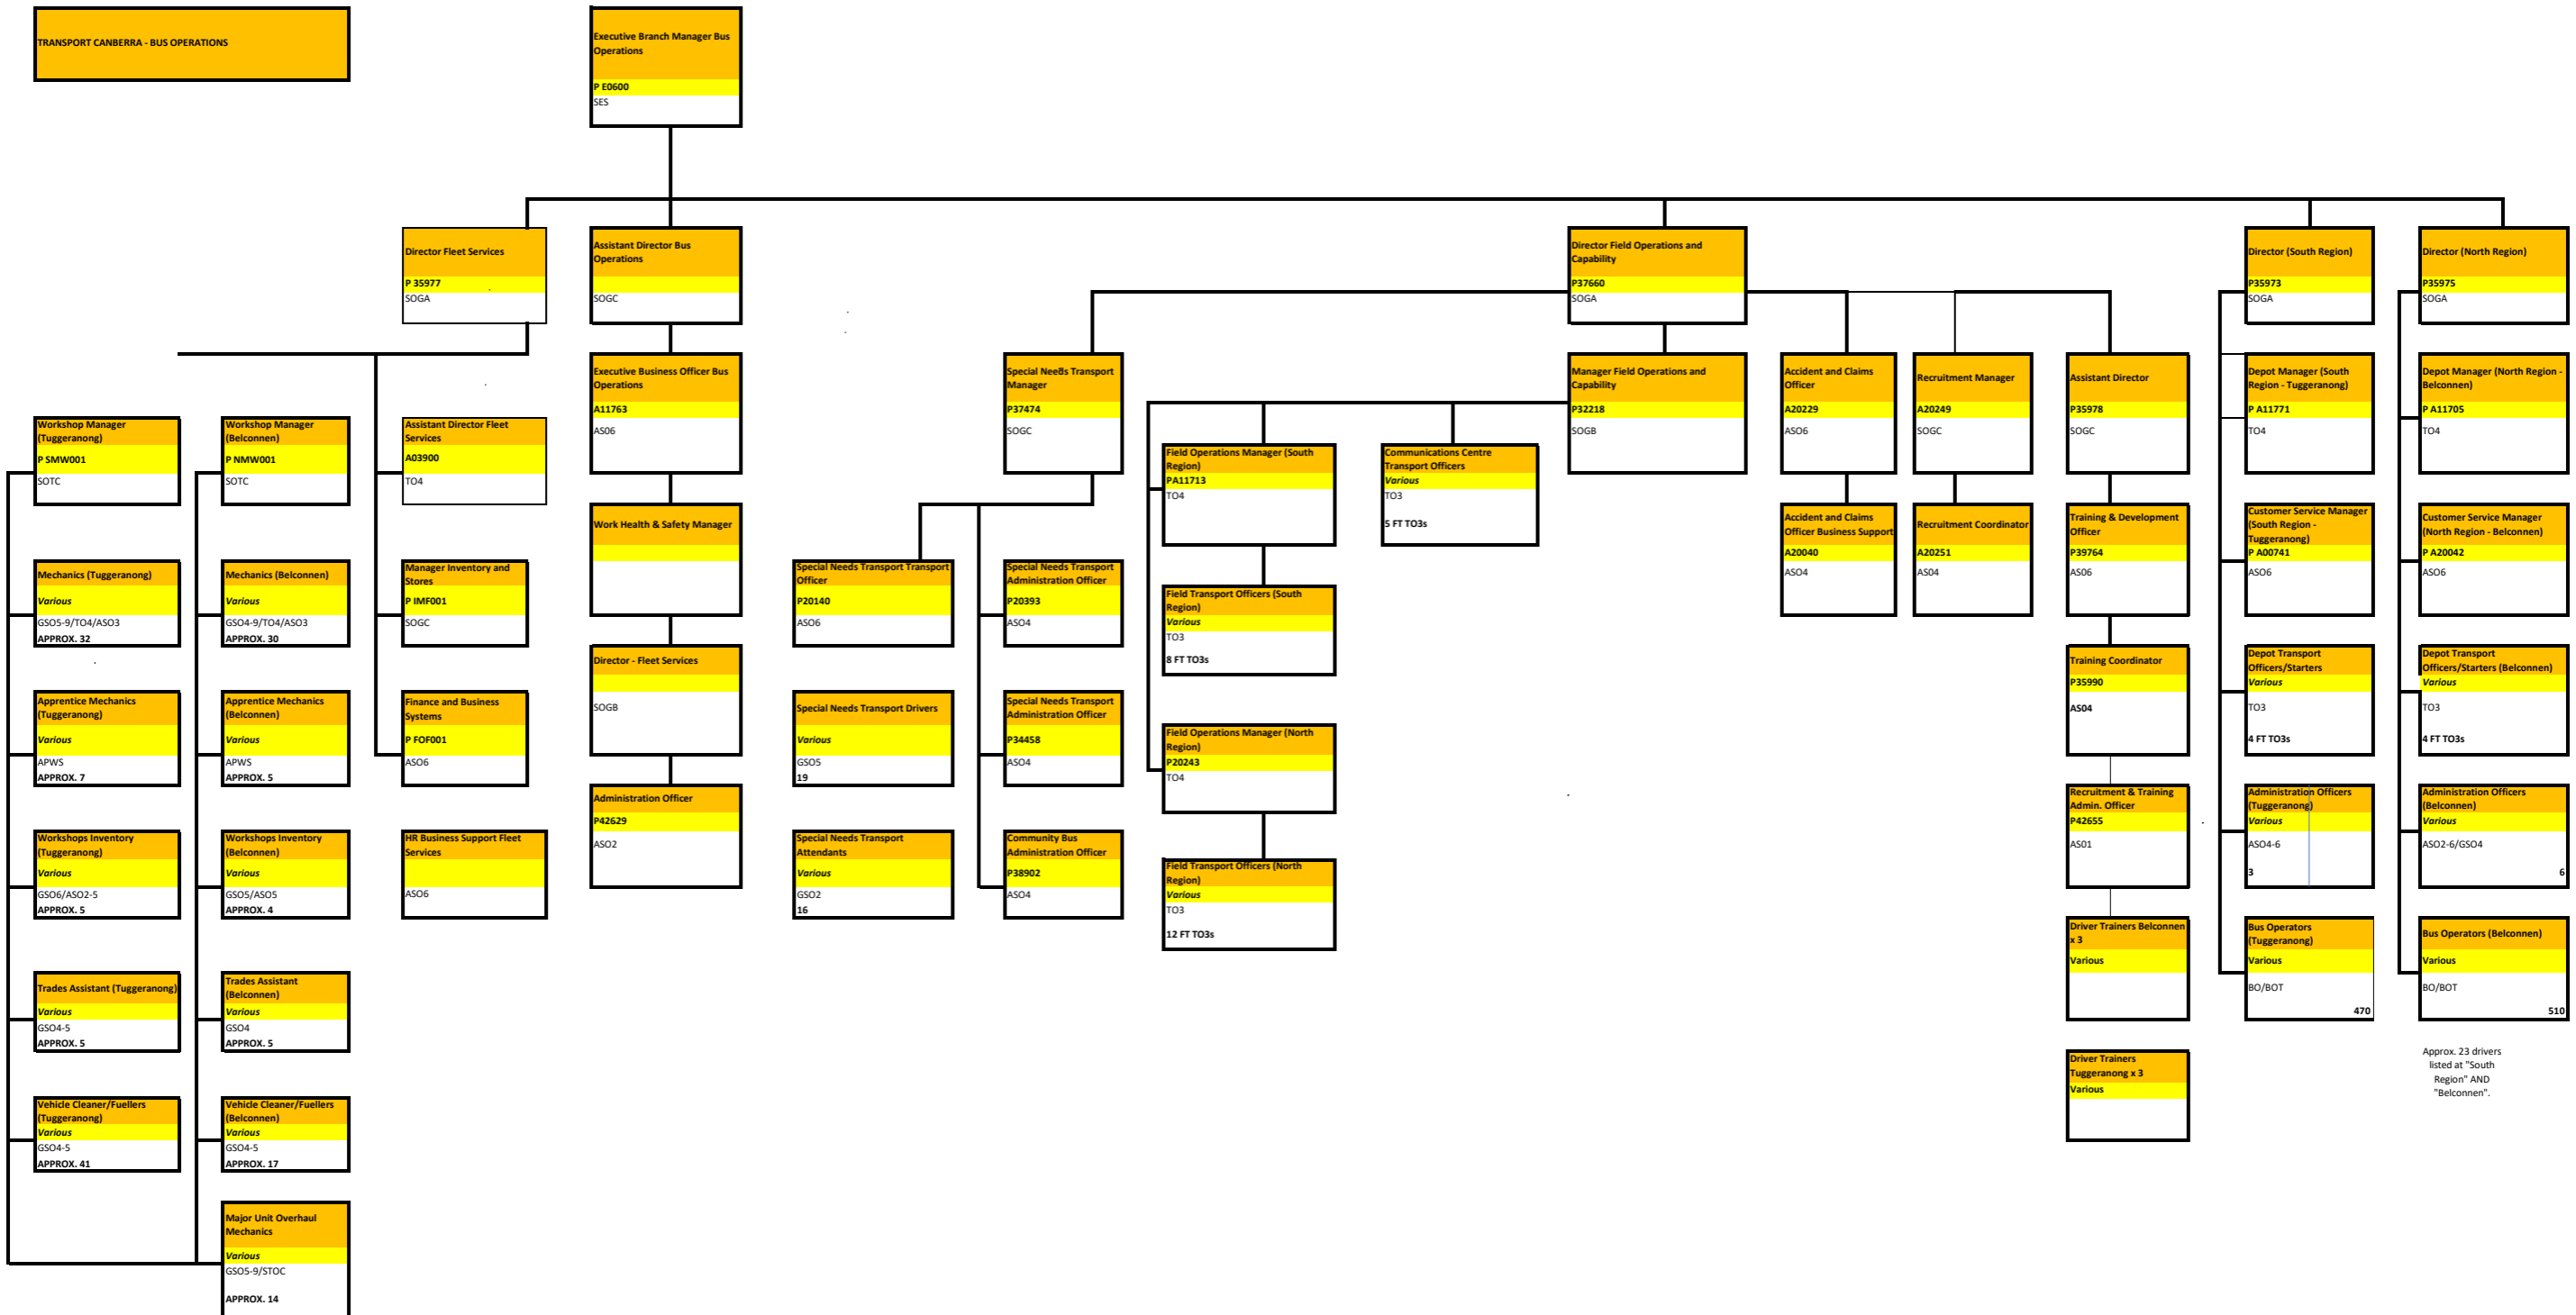 TRANSPORT CANBERRA - BUS OPERATIONS
Executive Branch Manager Bus
Operations
P E0600
SES
Director Fleet Services
P 35977
SOGA
Assistant Director Bus
Operations
SOGC
Director Field Operations and
Capability
P37660
SOGA
Director (South Region)
P35973
SOGA
Director (North Region)
P35975
SOGA
Executive Business Officer Bus
Operations
A11763
AS06
Special Needs Transport
Manager
P37474
SOGC
Manager Field Operations and
Capability
P32218
SOGB
Accident and Claims
Officer
A20229
ASO6
Recruitment Manager
A20249
SOGC
Assistant Director
P35978
SOGC
Depot Manager (South
Region - Tuggeranong)
P A11771
TO4
Depot Manager (North Region -
Belconnen)
P A11705
TO4
Workshop Manager
(Tuggeranong)
P SMW001
SOTC
Workshop Manager
(Belconnen)
P NMW001
SOTC
Assistant Director Fleet
Services
A03900
TO4
Field Operations Manager (South
Region)
PA11713
TO4
Communications Centre
Transport Officers
Various
TO3
5 FT TO3s
Work Health & Safety Manager
Accident and Claims
Officer Business Support
A20040
ASO4
Recruitment Coordinator
A20251
AS04
Training & Development
Officer
P39764
AS06
Customer Service Manager
(South Region -
Tuggeranong)
P A00741
ASO6
Customer Service Manager
(North Region - Belconnen)
P A20042
ASO6
Mechanics (Tuggeranong)
Various
GSO5-9/TO4/ASO3
APPROX. 32
Mechanics (Belconnen)
Various
GSO4-9/TO4/ASO3
APPROX. 30
Manager Inventory and
Stores
P IMF001
SOGC
Special Needs Transport Transport
Officer
P20140
ASO6
Special Needs Transport
Administration Officer
P20393
ASO4
Field Transport Officers (South
Region)
Various
TO3
8 FT TO3s
Director - Fleet Services
SOGB
Training Coordinator
P35990
AS04
Depot Transport
Officers/Starters
Various
TO3
4 FT TO3s
Depot Transport
Officers/Starters (Belconnen)
Various
TO3
4 FT TO3s
Apprentice Mechanics
(Tuggeranong)
Various
APWS
APPROX. 7
Apprentice Mechanics
(Belconnen)
Various
APWS
APPROX. 5
Finance and Business
Systems
P FOF001
ASO6
Special Needs Transport Drivers
Various
GSO5
19
Special Needs Transport
Administration Officer
P34458
ASO4
Field Operations Manager (North
Region)
P20243
TO4
Administration Officer
P42629
ASO2
Recruitment & Training
Admin. Officer
P42655
AS01
Administration Officers
(Tuggeranong)
Various
ASO4-6
3
Administration Officers
(Belconnen)
Various
ASO2-6/GSO4
6
Workshops Inventory
(Tuggeranong)
Various
GSO6/ASO2-5
APPROX. 5
Workshops Inventory
(Belconnen)
Various
GSO5/ASO5
APPROX. 4
HR Business Support Fleet
Services
ASO6
Special Needs Transport
Attendants
Various
GSO2
16
Community Bus
Administration Officer
P38902
ASO4
Field Transport Officers (North
Region)
Various
TO3
12 FT TO3s
Driver Trainers Belconnen
x 3
Various
Bus Operators
(Tuggeranong)
Various
BO/BOT
470
Bus Operators (Belconnen)
Various
BO/BOT
510
Trades Assistant (Tuggeranong)
Various
GSO4-5
APPROX. 5
Trades Assistant
(Belconnen)
Various
GSO4
APPROX. 5
Driver Trainers
Tuggeranong x 3
Various
Approx. 23 drivers
listed at "South
Region" AND
"Belconnen".
Vehicle Cleaner/Fuellers
(Tuggeranong)
Various
GSO4-5
APPROX. 41
Vehicle Cleaner/Fuellers
(Belconnen)
Various
GSO4-5
APPROX. 17
Major Unit Overhaul
Mechanics
Various
GSO5-9/STOC
APPROX. 14